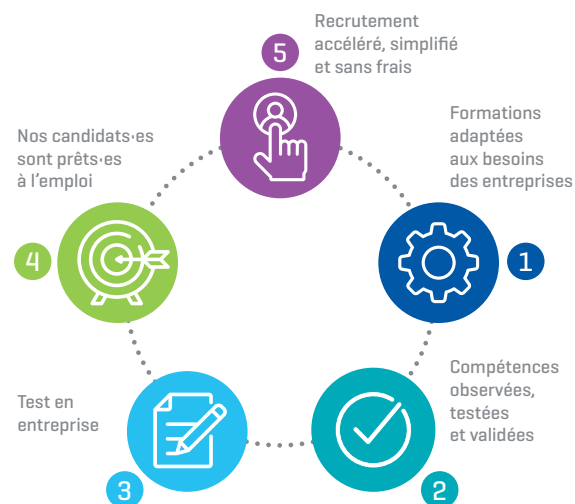 5
Recrutement
accéléré, simplifié
et sans frais
1
Formations
adaptées
aux besoins
des entreprises
2
Compétences
observées,
testées
et validées
3
Test en
entreprise
4
Nos candidats·es
sont prêts·es
à l’emploi